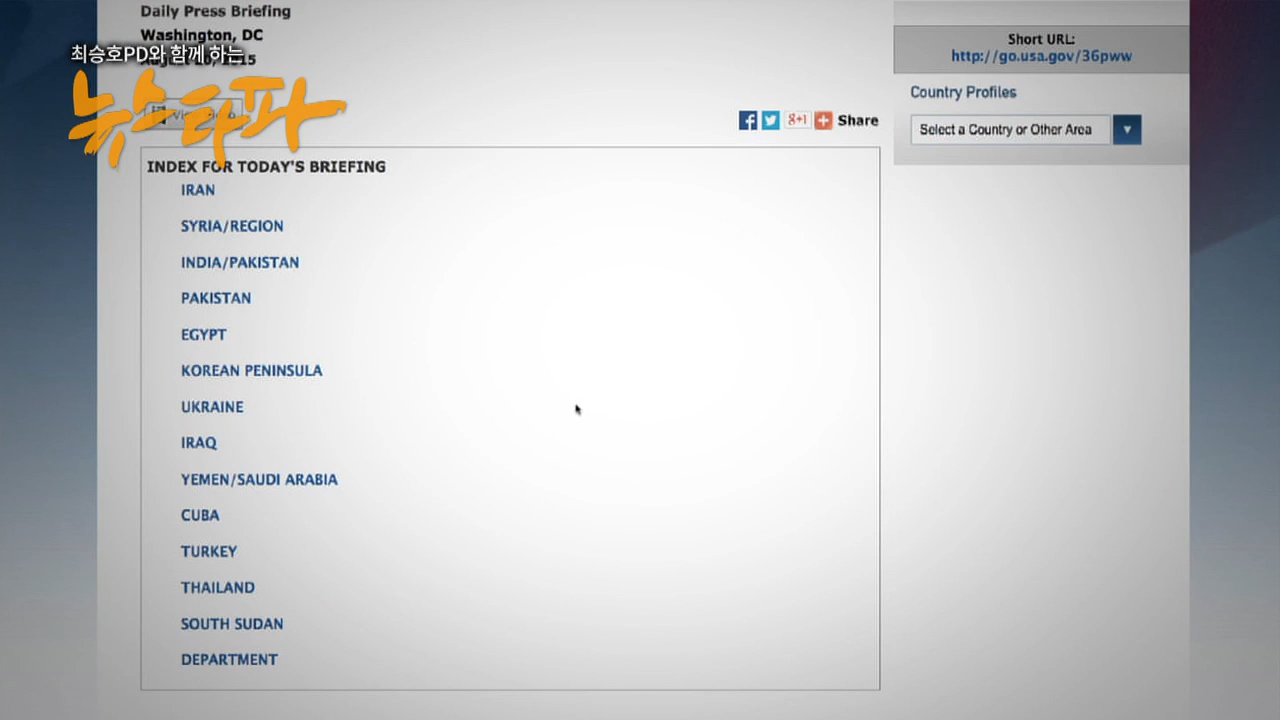 Daily Press Briefing
Washington, DC
최승호PD와 함께 하는
뉴스타파
Short URL:
http://go.usa.gov/36pww
Country Profiles
Select a Country or Other Area
8+1
Share
INDEX FOR TODAY'S BRIEFING
IRAN
SYRIA/REGION
INDIA/PAKISTAN
PAKISTAN
EGYPT
KOREAN PENINSULA
UKRAINE
IRAQ
YEMEN/SAUDI ARABIA
CUBA
TURKEY
THAILAND
SOUTH SUDAN
DEPARTMENT